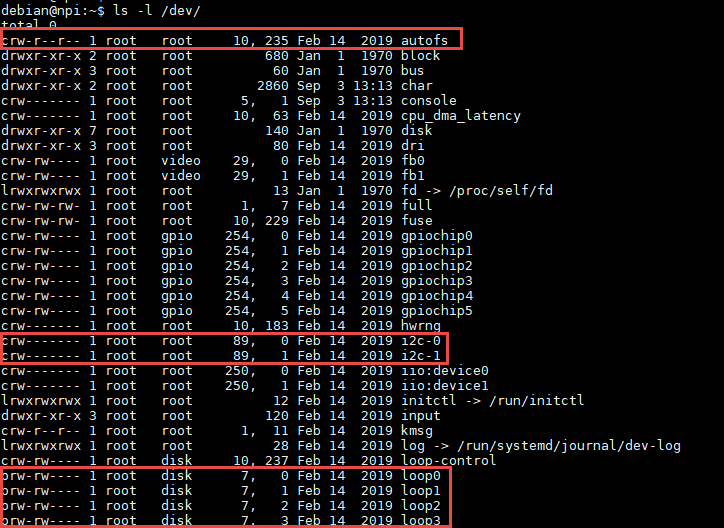 debian@npi:~$ ls -l /dev/
total 0
crw-r--r-- 1 root   root     10, 235 Feb 14  2019 autofs
drwxr-xr-x 2 root   root         680 Jan  1  1970 block
drwxr-xr-x 3 root   root          60 Jan  1  1970 bus
drwxr-xr-x 2 root   root        2860 Sep  3 13:13 char
crw------- 1 root   root      5,   1 Sep  3 13:13 console
crw------- 1 root   root     10,  63 Feb 14  2019 cpu_dma_latency
drwxr-xr-x 7 root   root         140 Jan  1  1970 disk
drwxr-xr-x 3 root   root          80 Feb 14  2019 dri
crw-rw---- 1 root   video    29,   0 Feb 14  2019 fb0
crw-rw---- 1 root   video    29,   1 Feb 14  2019 fb1
lrwxrwxrwx 1 root   root          13 Jan  1  1970 fd -> /proc/self/fd
crw-rw-rw- 1 root   root      1,   7 Feb 14  2019 full
crw-rw-rw- 1 root   root     10, 229 Feb 14  2019 fuse
crw-rw---- 1 root   gpio    254,   0 Feb 14  2019 gpiochip0
crw-rw---- 1 root   gpio    254,   1 Feb 14  2019 gpiochip1
crw-rw---- 1 root   gpio    254,   2 Feb 14  2019 gpiochip2
crw-rw---- 1 root   gpio    254,   3 Feb 14  2019 gpiochip3
crw-rw---- 1 root   gpio    254,   4 Feb 14  2019 gpiochip4
crw-rw---- 1 root   gpio    254,   5 Feb 14  2019 gpiochip5
crw------- 1 root   root     10, 183 Feb 14  2019 hwrng
crw------- 1 root   root     89,   0 Feb 14  2019 i2c-0
crw------- 1 root   root     89,   1 Feb 14  2019 i2c-1
crw------- 1 root   root    250,   0 Feb 14  2019 iio:device0
crw------- 1 root   root    250,   1 Feb 14  2019 iio:device1
lrwxrwxrwx 1 root   root          12 Feb 14  2019 initctl -> /run/initctl
drwxr-xr-x 3 root   root         120 Feb 14  2019 input
crw-r--r-- 1 root   root      1,  11 Feb 14  2019 kmsg
lrwxrwxrwx 1 root   root          28 Feb 14  2019 log -> /run/systemd/journal/dev-log
crw-rw---- 1 root   disk     10, 237 Feb 14  2019 loop-control
brw-rw---- 1 root   disk      7,   0 Feb 14  2019 loop0
brw-rw---- 1 root   disk      7,   1 Feb 14  2019 loop1
brw-rw---- 1 root   disk      7,   2 Feb 14  2019 loop2
brw-rw---- 1 root   disk      7,   3 Feb 14  2019 loop3